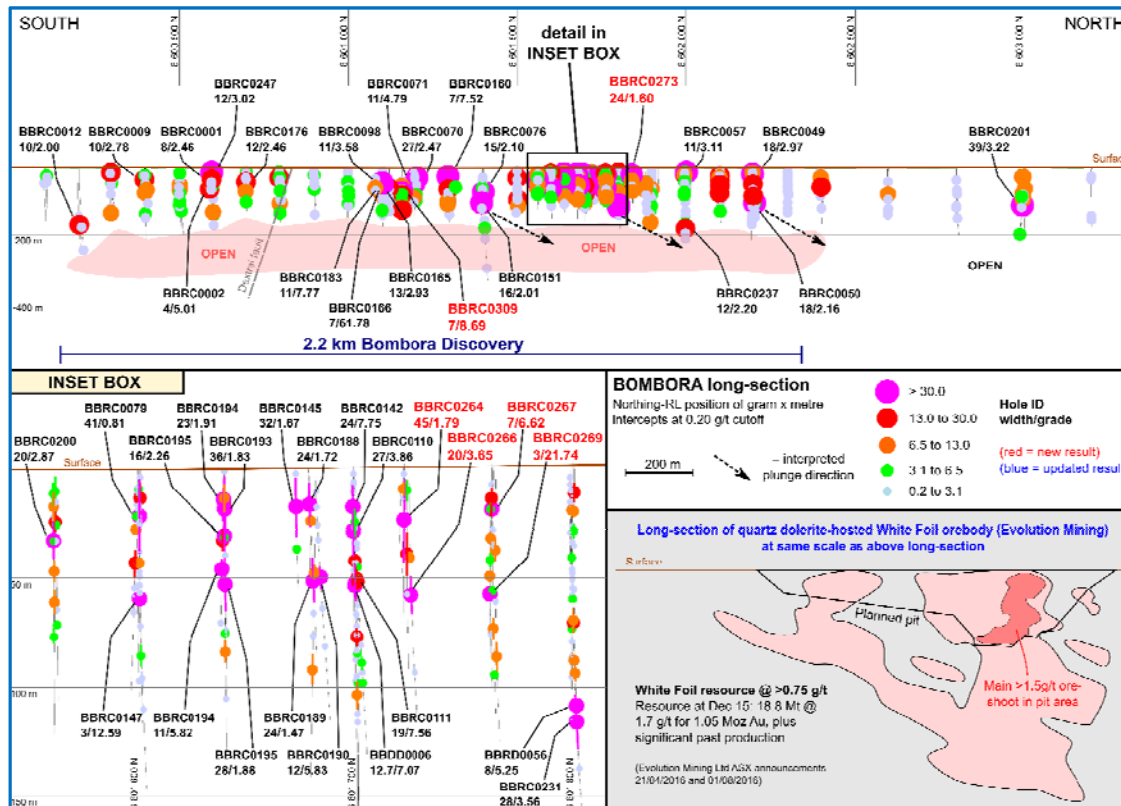 SOUTH
NORTH
detail in
INSET BOX
BBRC0273
24/1.60
BBRC0247
12/3.02
BBRC0071
11/4.79
BBRC0160
7/7.52
BBRC0012
10/2.00
BBRC0009
10/2.78
BBRC0001
8/2.46
BBRC0176
12/2.46
BBRC0098
11/3.58
BBRC0070
27/2.47
BBRC0076
15/2.10
BBRC0057
11/3.11
BBRC0049
18/2.97
BBRC0201
39/3.22
200 m
OPEN
OPEN
OPEN
-400 m
BBRC0002
4/5.01
BBRC0183
11/7.77
BBRC0166
7/61.78
BBRC0165
13/2.93
BBRC0309
7/8.69
BBRC0151
16/2.01
BBRC0237
12/2.20
BBRC0050
18/2.16
2.2 km Bombora Discovery
INSET BOX
BBRC0200
20/2.87
BBRC0079
41/0.81
BBRC0195
16/2.26
BBRC0194
23/1.91
BBRC0193
36/1.83
BBRC0145
32/1.67
BBRC0188
24/1.72
BBRC0142
24/7.75
BBRC0110
27/3.86
BBRC0264
45/1.79
BBRC0266
20/3.65
BBRC0267
7/6.62
BBRC0269
3/21.74
Surface
50 m
100 m
150 m
BBRC0147
3/12.59
BBRC0194
11/5.82
BBRC0195
28/1.86
BBRC0189
24/1.47
BBRC0190
12/5.83
BBDD0006
12.7/7.07
BBRC0111
19/7.56
BBRD0056
8/5.25
BBRC0231
28/3.56
BOMBORA long-section
Northing-RL position of gram x metre
Intercepts at 0.20 g/t cutoff
200 m
= interpreted
plunge direction
> 30.0
13.0 to 30.0
6.5 to 13.0
3.1 to 6.5
0.2 to 3.1
Hole ID
width/grade
(red = new result)
(blue = updated result
Long-section of quartz dolerite-hosted White Foil orebody (Evolution Mining)
at same scale as above long-section
Surface
Planned pit
Main >1.5g/t ore-
shoot in pit area
White Foil resource @ >0.75 g/t
Resource at Dec 15: 18.8 Mt @
1.7 g/t for 1.05 Moz Au, plus
significant past production
(Evolution Mining Ltd ASX announcements
21/04/2016 and 01/08/2016)